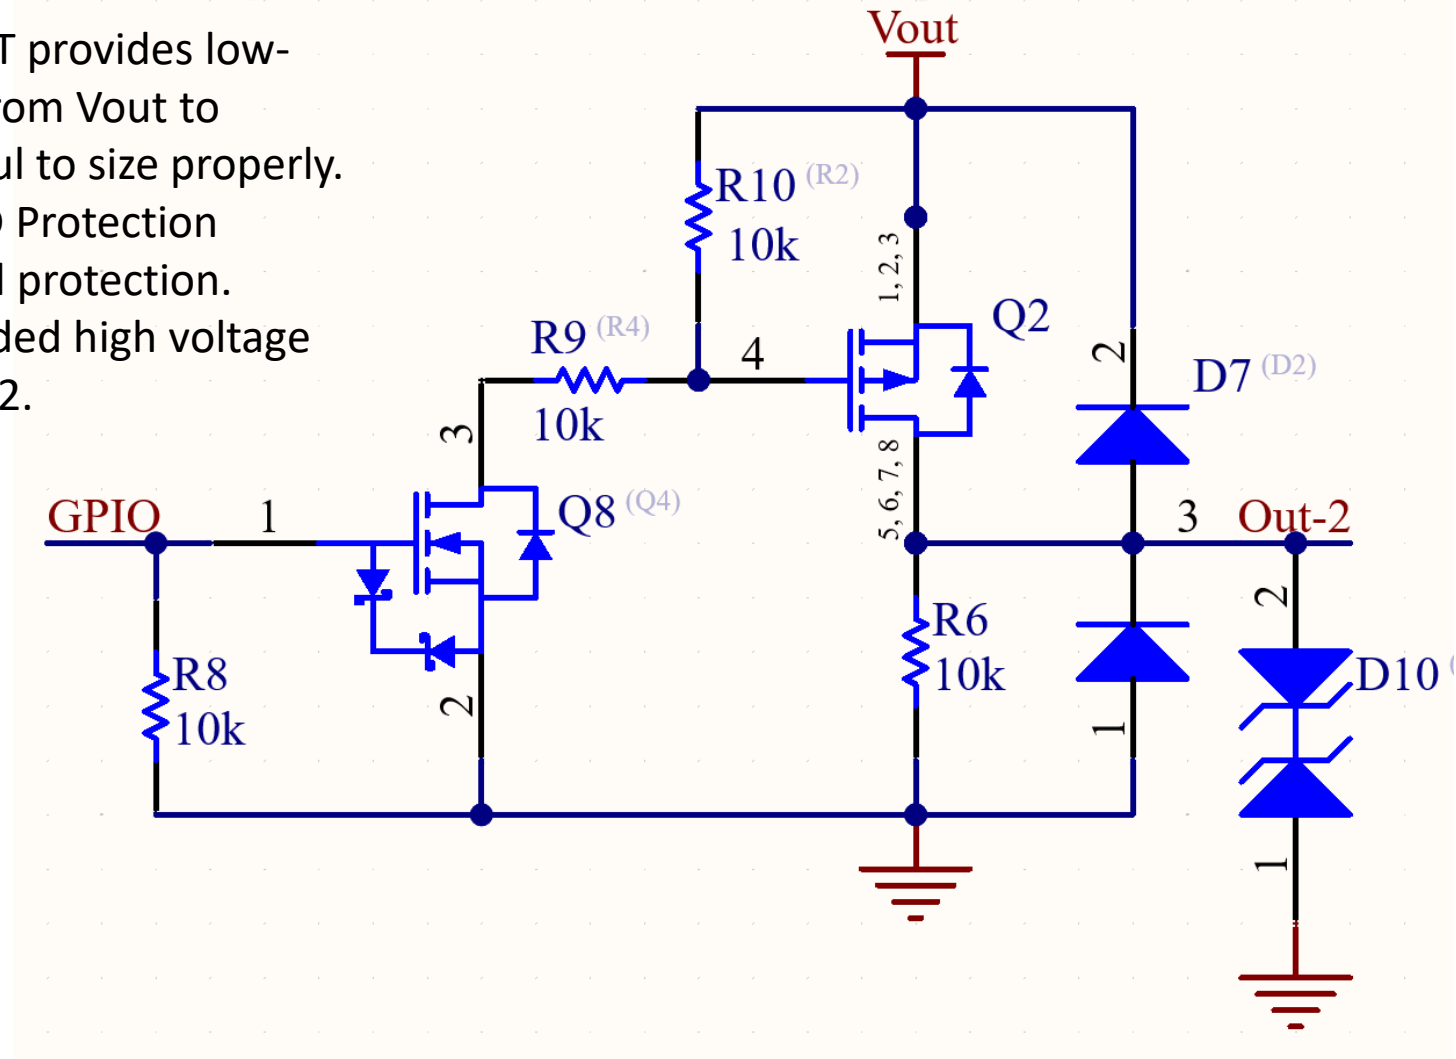 T provides low-
rom Vout to
ul to size properly.
Protection
protection.
ded high voltage
2.
Vout
R10 (R2)
10k
1, 2, 3
Q2
R9 (R4)
10k
4
2
D7 (D2)
3
5, 6, 7, 8
GPIO
1
Q8 (Q4)
3
Out-2
2
R8
10k
2
R6
10k
1
D10
1